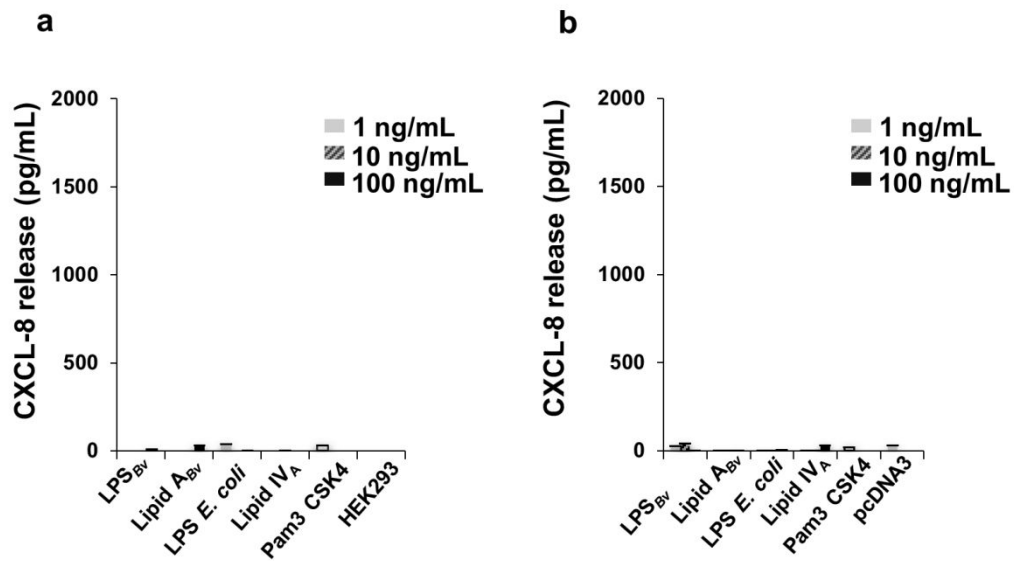 a
CXCL-8 release (pg/mL)
2000
1500
1000
500
0
1 ng/mL
10 ng/mL
100 ng/mL
LPSBv
Lipid ABv
LPS E. coli
Lipid IVA
Pam3 CSK4
HEK293
b
CXCL-8 release (pg/mL)
2000
1500
1000
500
0
1 ng/mL
10 ng/mL
100 ng/mL
LPSBv
Lipid ABv
LPS E. coli
Lipid IVA
Pam3 CSK4
pcDNA3